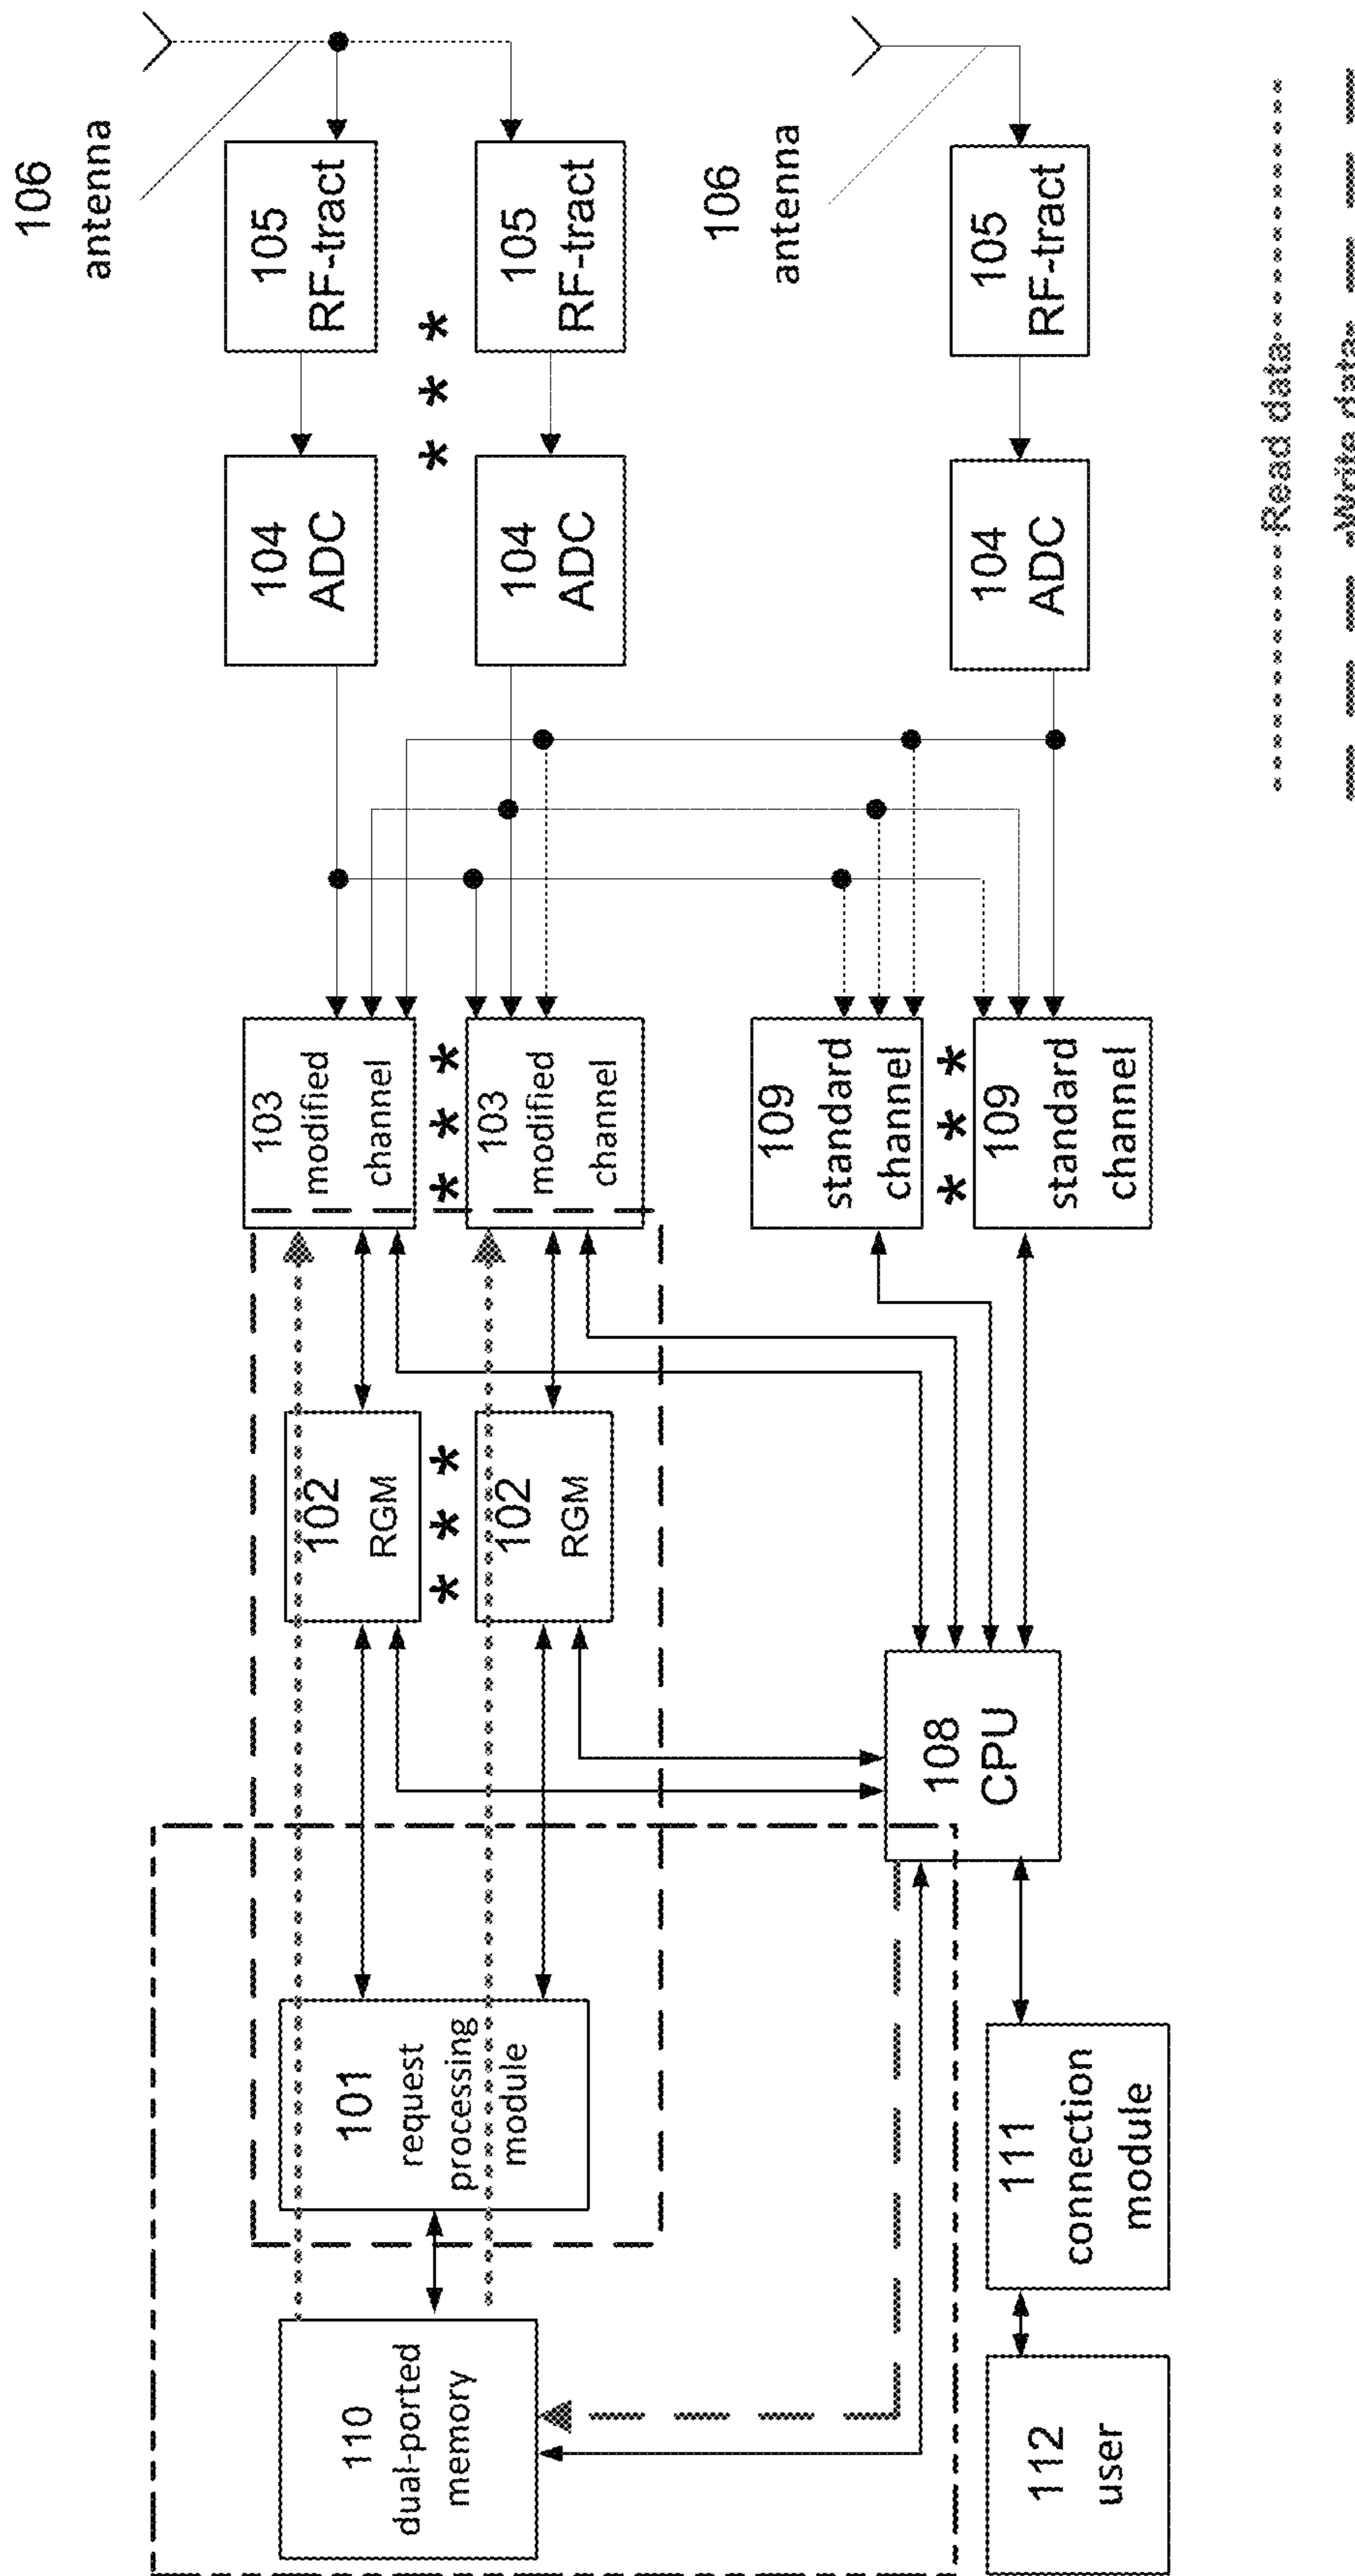 110
dual-ported
memory
101
request
processing
module
102
RGM
103
modified
channel
104
ADC
105
RF-tract
106
antenna
* * *
* * *
* * *
102
RGM
103
modified
channel
104
ADC
105
RF-tract
109
standard
channel
106
antenna
* * *
112
user
111
connection
module
108
CPU
109
standard
channel
104
ADC
105
RF-tract
Read data
Write data